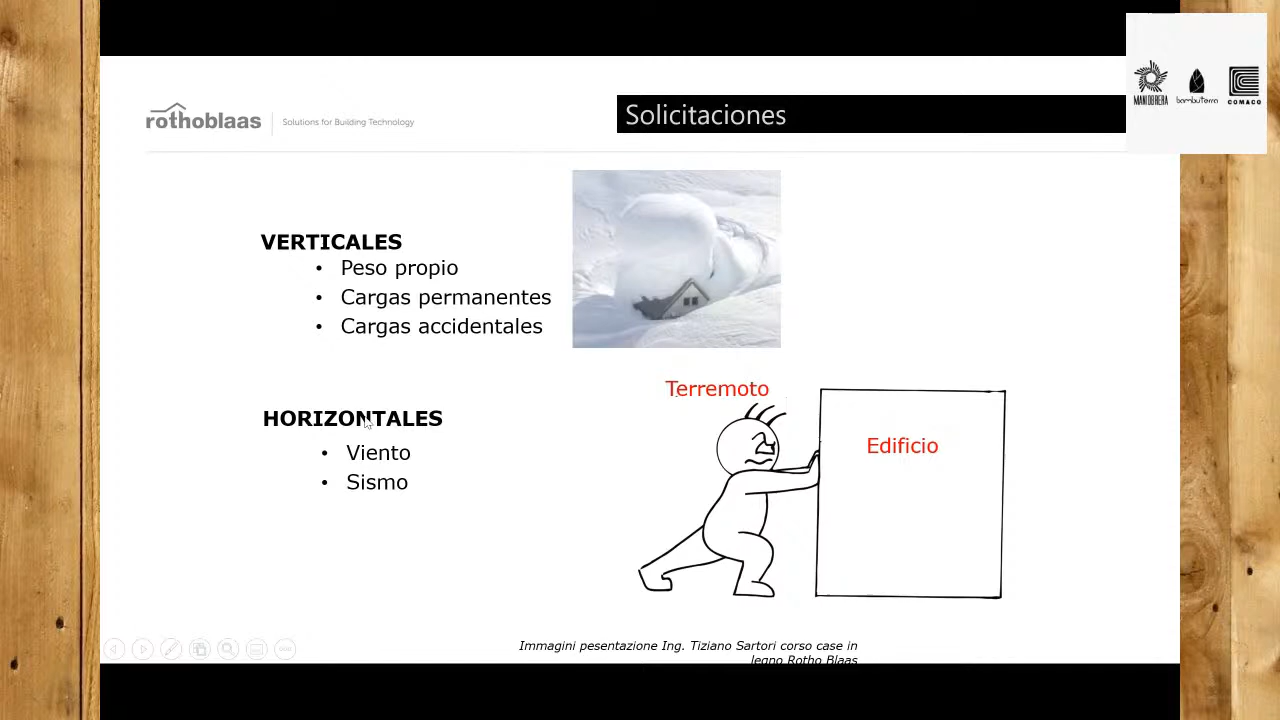 rothoblaas
Solutions for Building Technology
Solicitaciones
MANIOBRERA
bambuterra
COMACO
VERTICALES
• Peso propio
• Cargas permanentes
• Cargas accidentales
HORIZONTALES
• Viento
• Sismo
Terremoto
Edificio
Immagini pesentazione Ing. Tiziano Sartori corso case in
legno Rotho Blaas